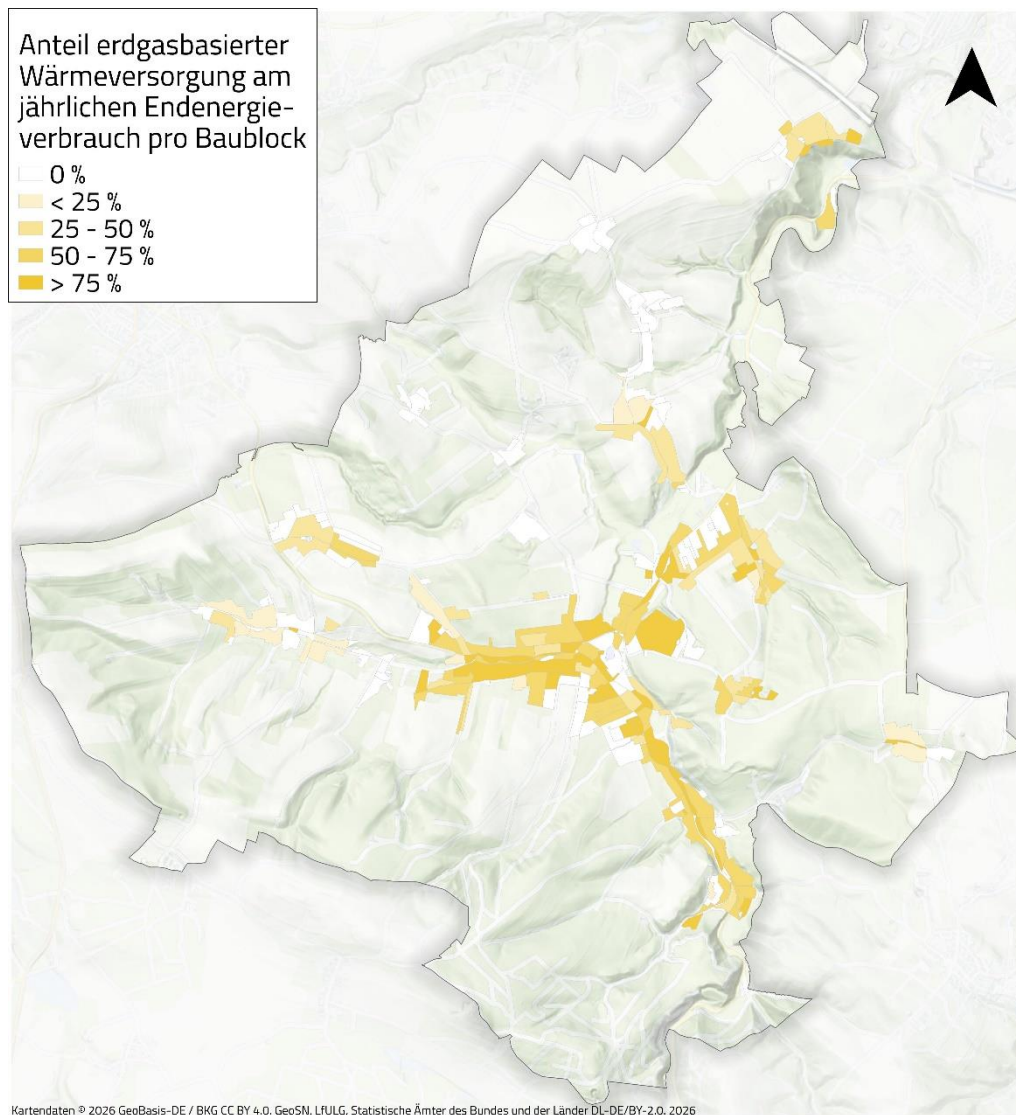 Anteil erdgasbasierter
Wärmeversorgung am
jährlichen Endenergie-
verbrauch pro Baublock
0 %
< 25 %
25 - 50 %
50 - 75 %
> 75 %
Kartendaten © 2026 GeoBasis-DE / BKG CC BY 4.0, GeoSN, LfULG, Statistische Ämter des Bundes und der Länder DL-DE/BY-2.0, 2026